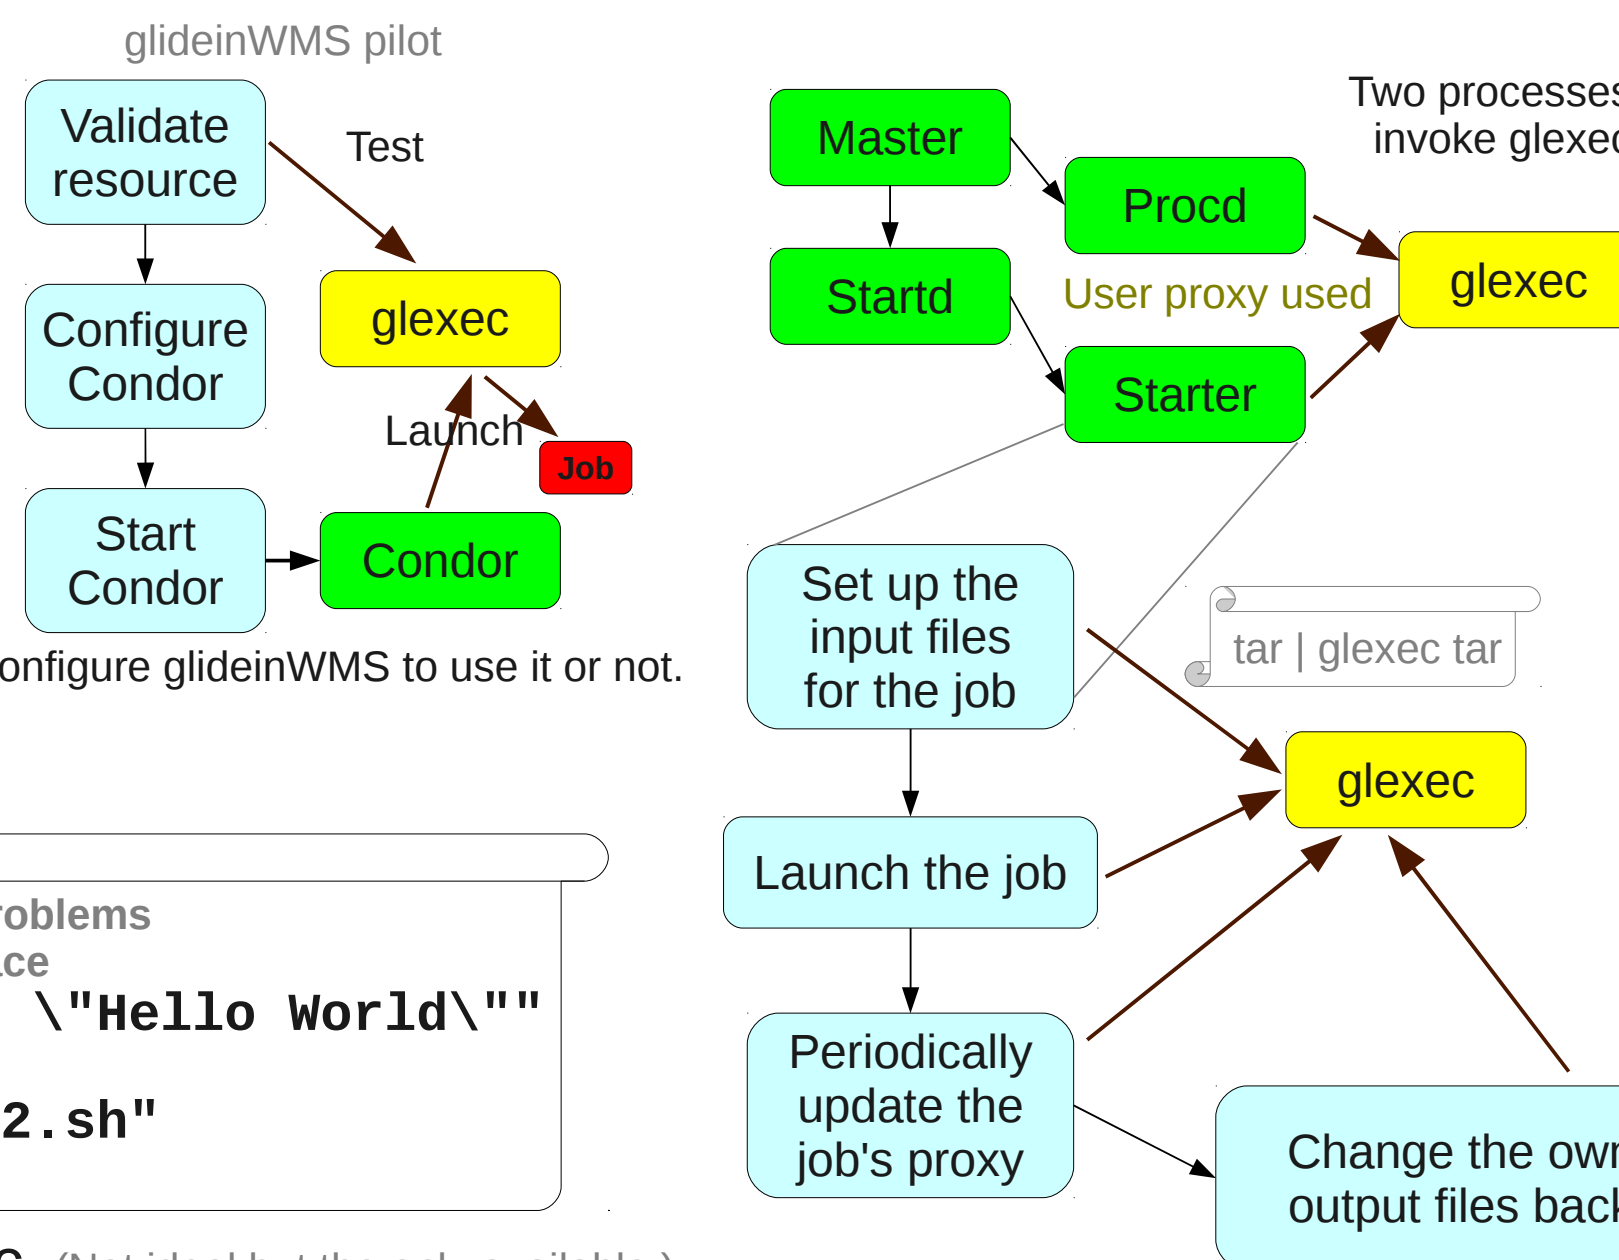 glideinWMS pilot
Validate
resource
Test
glexec
Configure
Condor
Launch
Job
Start
Condor
Condor
onfigure glideinWMS to use it or not.
roblems
\"Hello World\""
2.sh"
Master
Procd
Two processes
invoke glexec
Startd
User proxy used
glexec
Starter
Set up the
input files
for the job
tar | glexec tar
glexec
Launch the job
Periodically
update the
job's proxy
Change the own
output files back